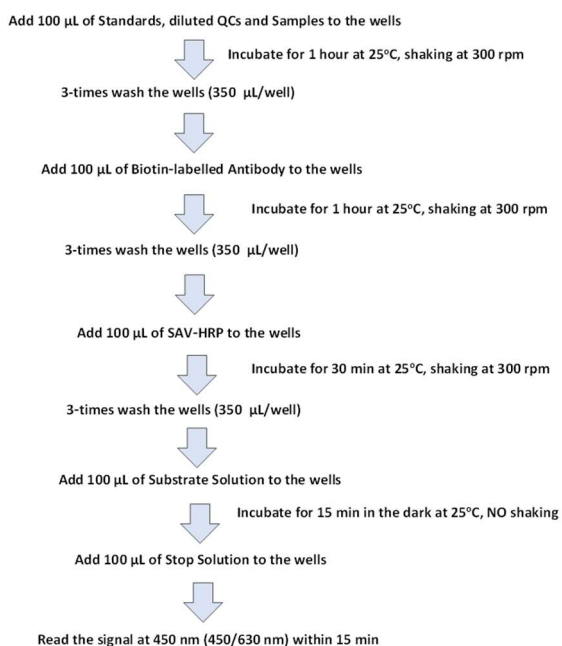 Add 100 µL of Standards, diluted QCs and Samples to the wells
Incubate for 1 hour at 25°C, shaking at 300 rpm
3-times wash the wells (350 µL/well)
Add 100 µL of Biotin-labelled Antibody to the wells
Incubate for 1 hour at 25°C, shaking at 300 rpm
3-times wash the wells (350 µL/well)
Add 100 µL of SAV-HRP to the wells
Incubate for 30 min at 25°C, shaking at 300 rpm
3-times wash the wells (350 µL/well)
Add 100 µL of Substrate Solution to the wells
Incubate for 15 min in the dark at 25°C, NO shaking
Add 100 µL of Stop Solution to the wells
Read the signal at 450 nm (450/630 nm) within 15 min